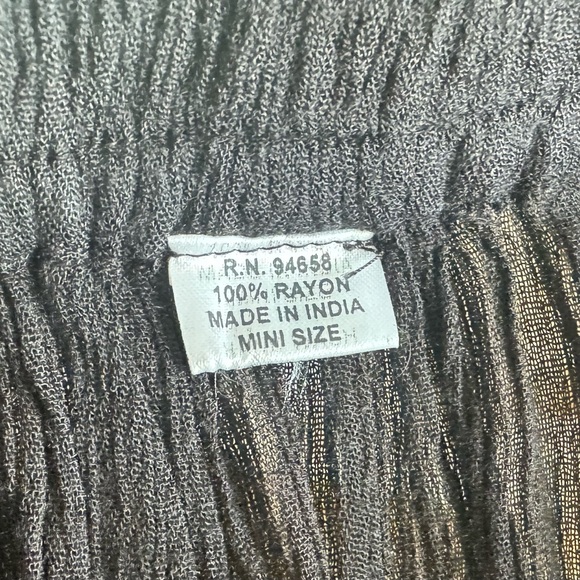 R.N. 94658
100% RAYON
MADE IN INDIA
MINI SIZE